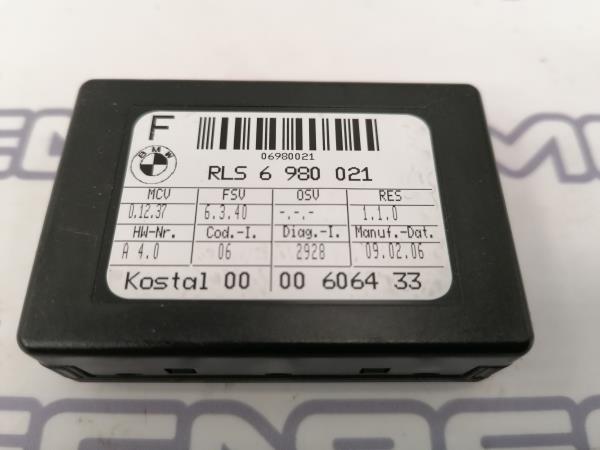 F
BMW
06980021
RLS 6 980 021
MCV FSV OSV RES
0.12.37 6.3.40 -.-.- 1.1.0
HW-Nr. Cod.-I. Diag.-I. Manuf.-Dat.
A 4.0 06 2928 09.02.06
Kostal 00 00 6064 33